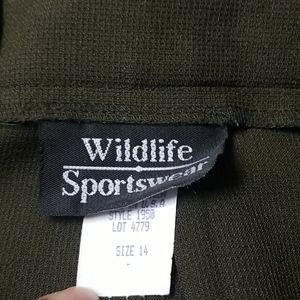 Wildlife
Sportswear
U.S.A
STYLE 1950
LOT 4779
SIZE 14